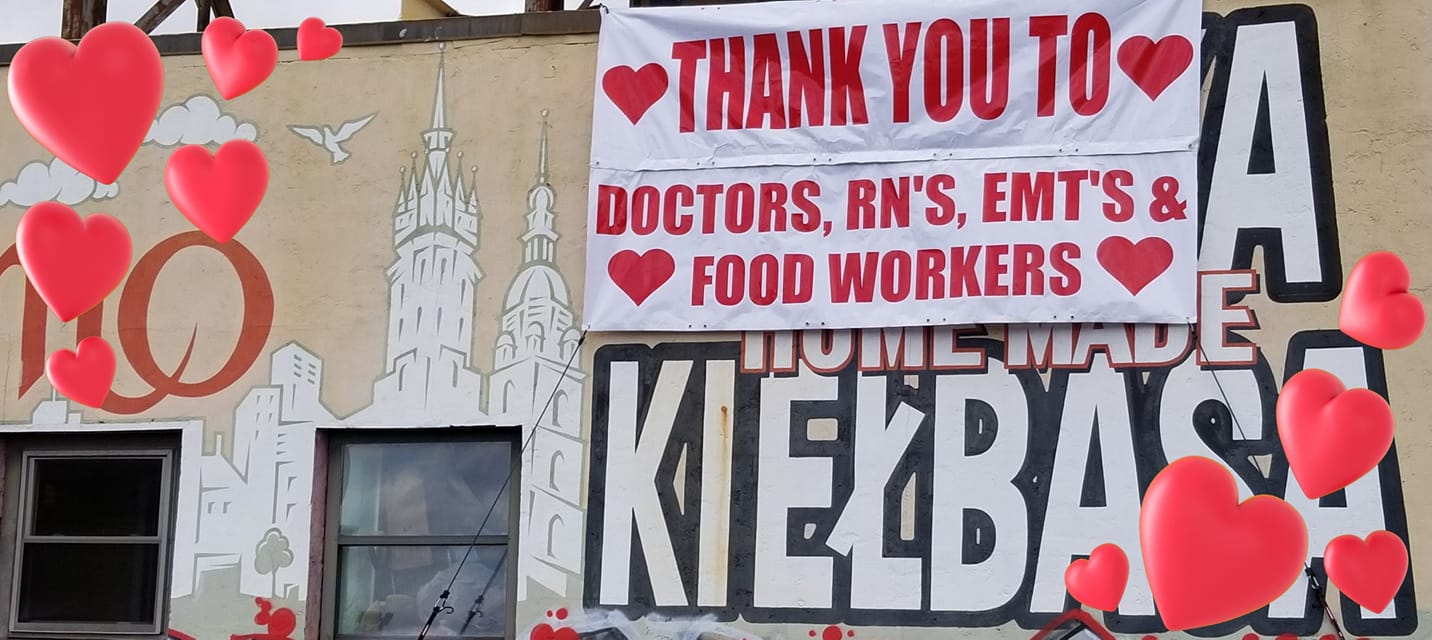 THANK YOU TO
DOCTORS, RN'S, EMT'S &
FOOD WORKERS
HOME MADE
KIEŁBASA